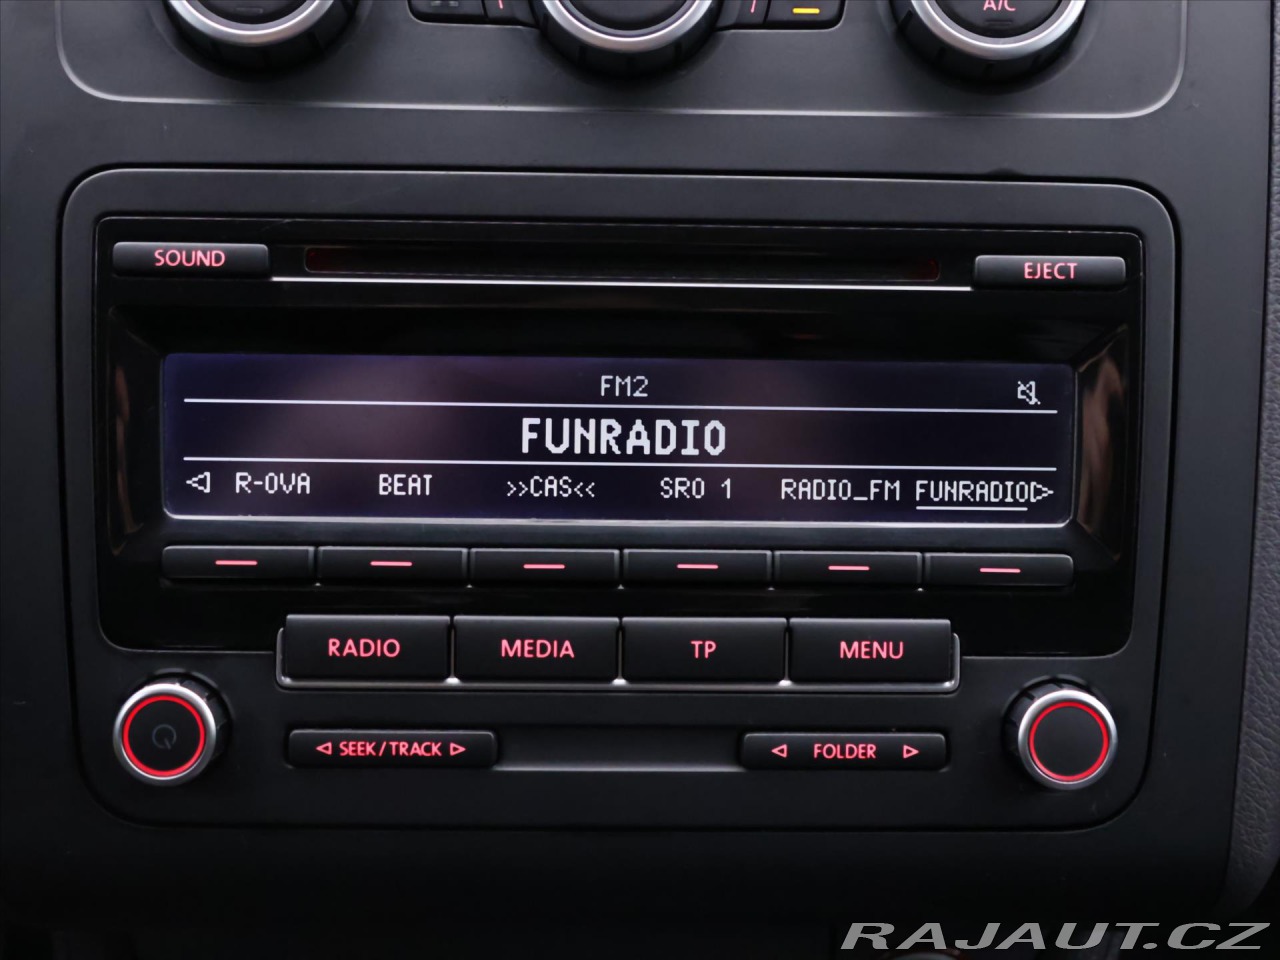 A/C
SOUND
EJECT
FM2
FUNRADIO
R-OVA BEAT >>CAS<< SRO 1 RADIO_FM FUNRADIO
RADIO MEDIA TP MENU
SEEK/TRACK FOLDER
RAJAUT.CZ